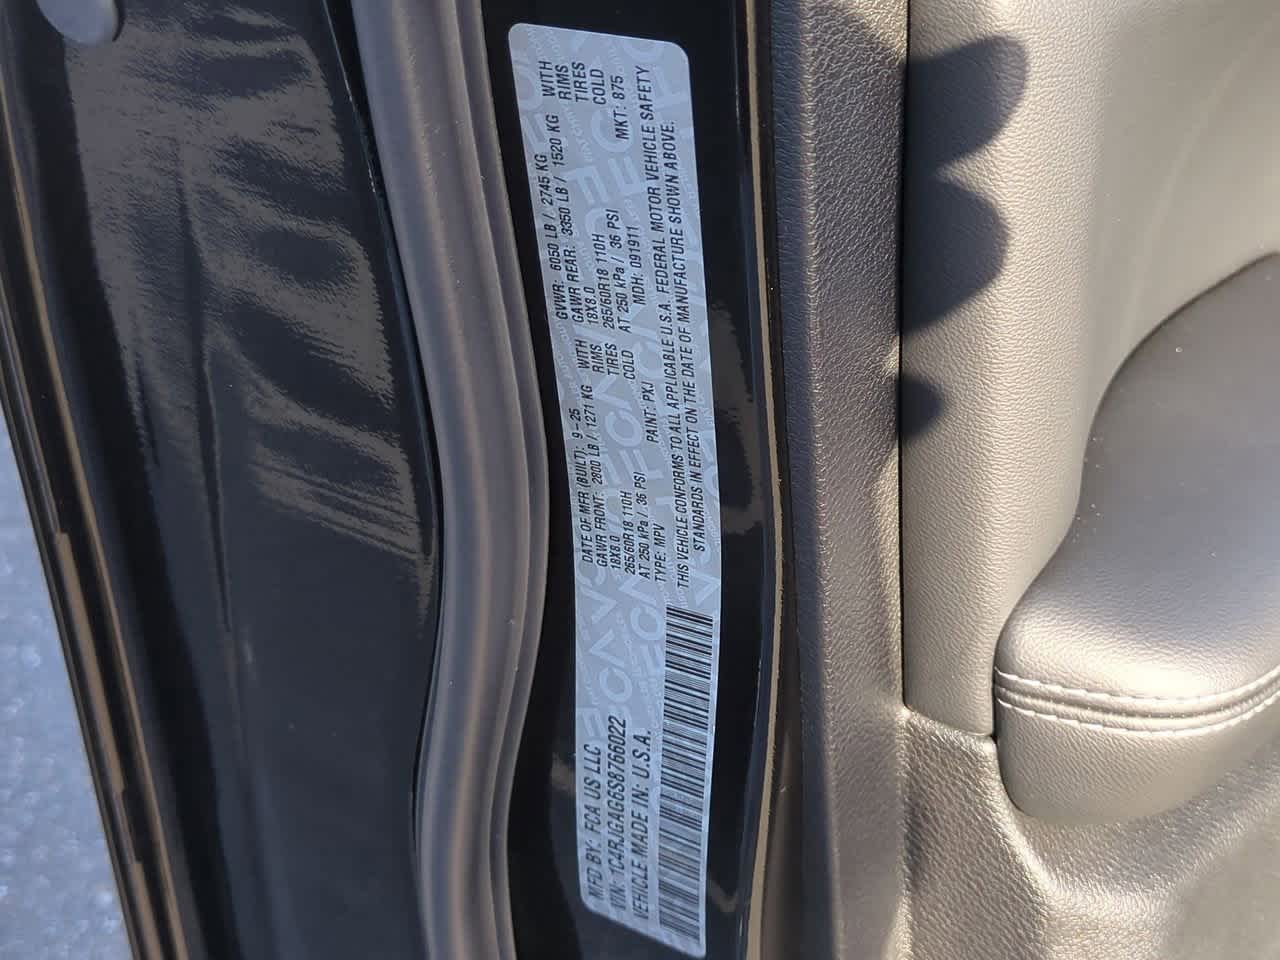 MFD BY: FCA US LLC
VIN: 1C4RJGAG6S8766022
VEHICLE MADE IN: U.S.A.
DATE OF MFR (BUILT): 9-25 GVWR: 6050 LB / 2745 KG
GAWR FRONT: 2800 LB / 1271 KG WITH GAWR REAR: 3350 LB / 1520 KG WITH
18X8.0 RIMS 18X8.0 RIMS
265/60R18 110H TIRES 265/60R18 110H TIRES
AT 250 kPa / 36 PSI COLD AT 250 kPa / 36 PSI COLD
TYPE: MPV PAINT: PXJ MDH: 091911 MKT: 875
THIS VEHICLE CONFORMS TO ALL APPLICABLE U.S.A. FEDERAL MOTOR VEHICLE SAFETY
STANDARDS IN EFFECT ON THE DATE OF MANUFACTURE SHOWN ABOVE.